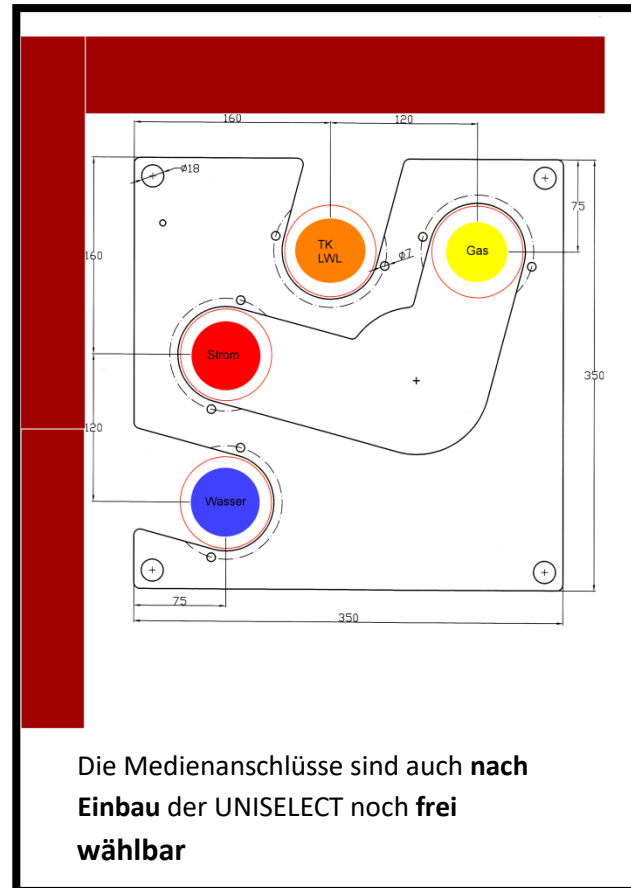 160
120
ø18
75
160
TK
LWL
ø7
Gas
Strom
350
120
Wasser
75
350
Die Medienanschlüsse sind auch nach
Einbau der UNISELECT noch frei
wählbar